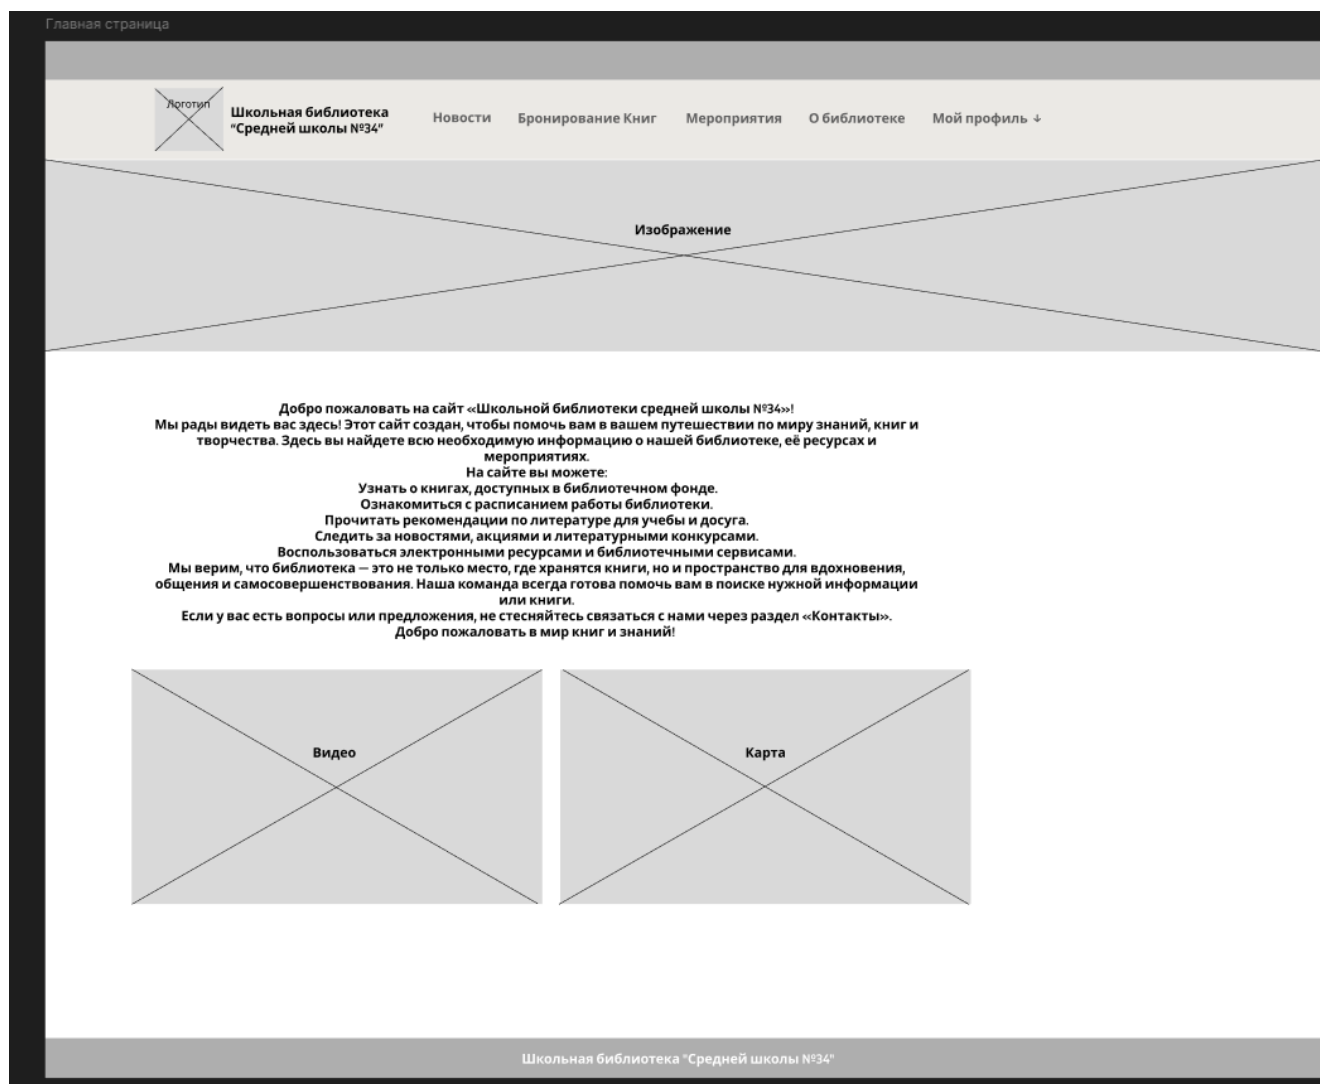 Главная страница
Логотип
Школьная библиотека
"Средней школы №34"
Новости
Бронирование Книг
Мероприятия
О библиотеке
Мой профиль ↓
Изображение
Добро пожаловать на сайт «Школьной библиотеки средней школы №34»!
Мы рады видеть вас здесь! Этот сайт создан, чтобы помочь вам в вашем путешествии по миру знаний, книг и
творчества. Здесь вы найдете всю необходимую информацию о нашей библиотеке, её ресурсах и
мероприятиях.
На сайте вы можете:
Узнать о книгах, доступных в библиотечном фонде.
Ознакомиться с расписанием работы библиотеки.
Прочитать рекомендации по литературе для учебы и досуга.
Следить за новостями, акциями и литературными конкурсами.
Воспользоваться электронными ресурсами и библиотечными сервисами.
Мы верим, что библиотека — это не только место, где хранятся книги, но и пространство для вдохновения,
общения и самосовершенствования. Наша команда всегда готова помочь вам в поиске нужной информации
или книги.
Если у вас есть вопросы или предложения, не стесняйтесь связаться с нами через раздел «Контакты».
Добро пожаловать в мир книг и знаний!
Видео
Карта
Школьная библиотека "Средней школы №34"